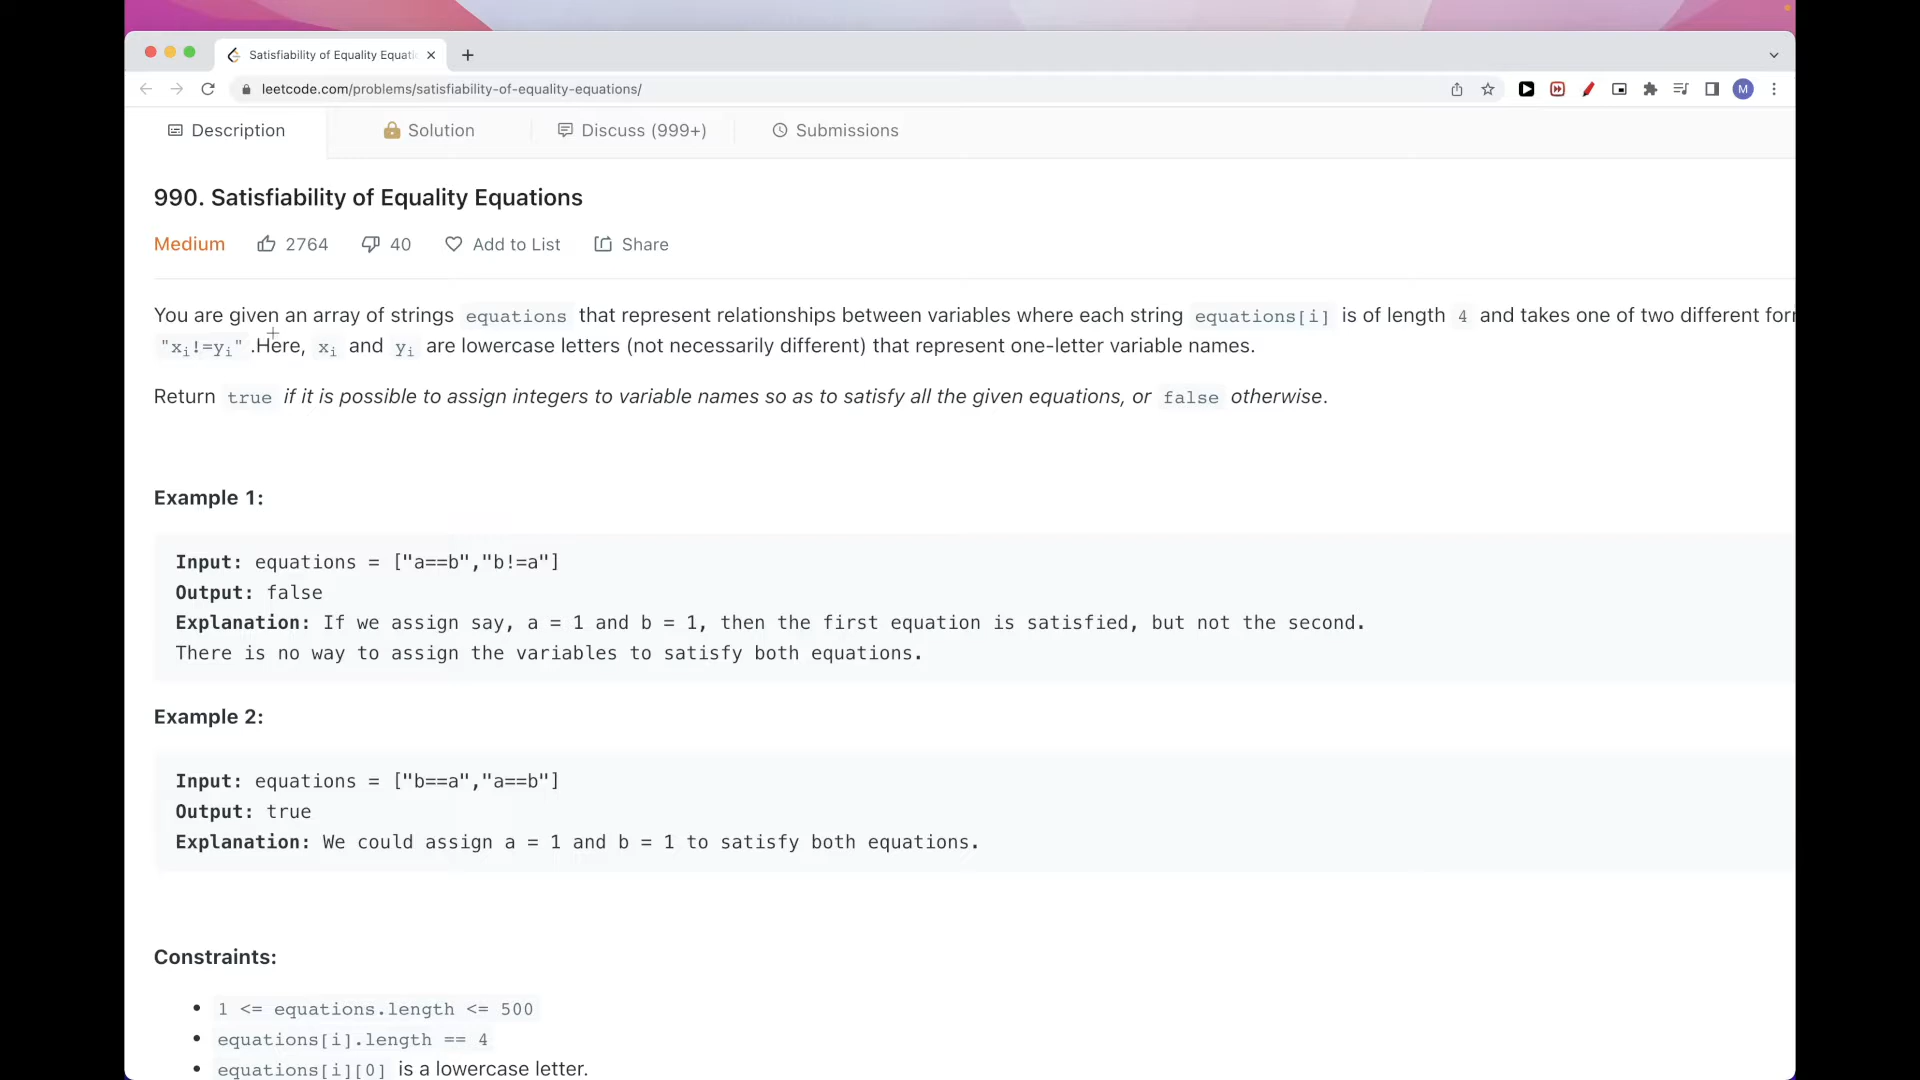 Satisfiability of Equality Equati
leetcode.com/problems/satisfiability-of-equality-equations/
M
Description
Solution
Discuss (999+)
Submissions
990. Satisfiability of Equality Equations
Medium
2764
40
Add to List
Share
You are given an array of strings equations that represent relationships between variables where each string equations[i] is of length 4 and takes one of two different for
"xi!=yi" .Here, xi and yi are lowercase letters (not necessarily different) that represent one-letter variable names.
Return true if it is possible to assign integers to variable names so as to satisfy all the given equations, or false otherwise.
Example 1:
Input: equations = ["a==b","b!=a"]
Output: false
Explanation: If we assign say, a = 1 and b = 1, then the first equation is satisfied, but not the second.
There is no way to assign the variables to satisfy both equations.
Example 2:
Input: equations = ["b==a","a==b"]
Output: true
Explanation: We could assign a = 1 and b = 1 to satisfy both equations.
Constraints:
• 1 <= equations.length <= 500
• equations[i].length == 4
• equations[i][0] is a lowercase letter.